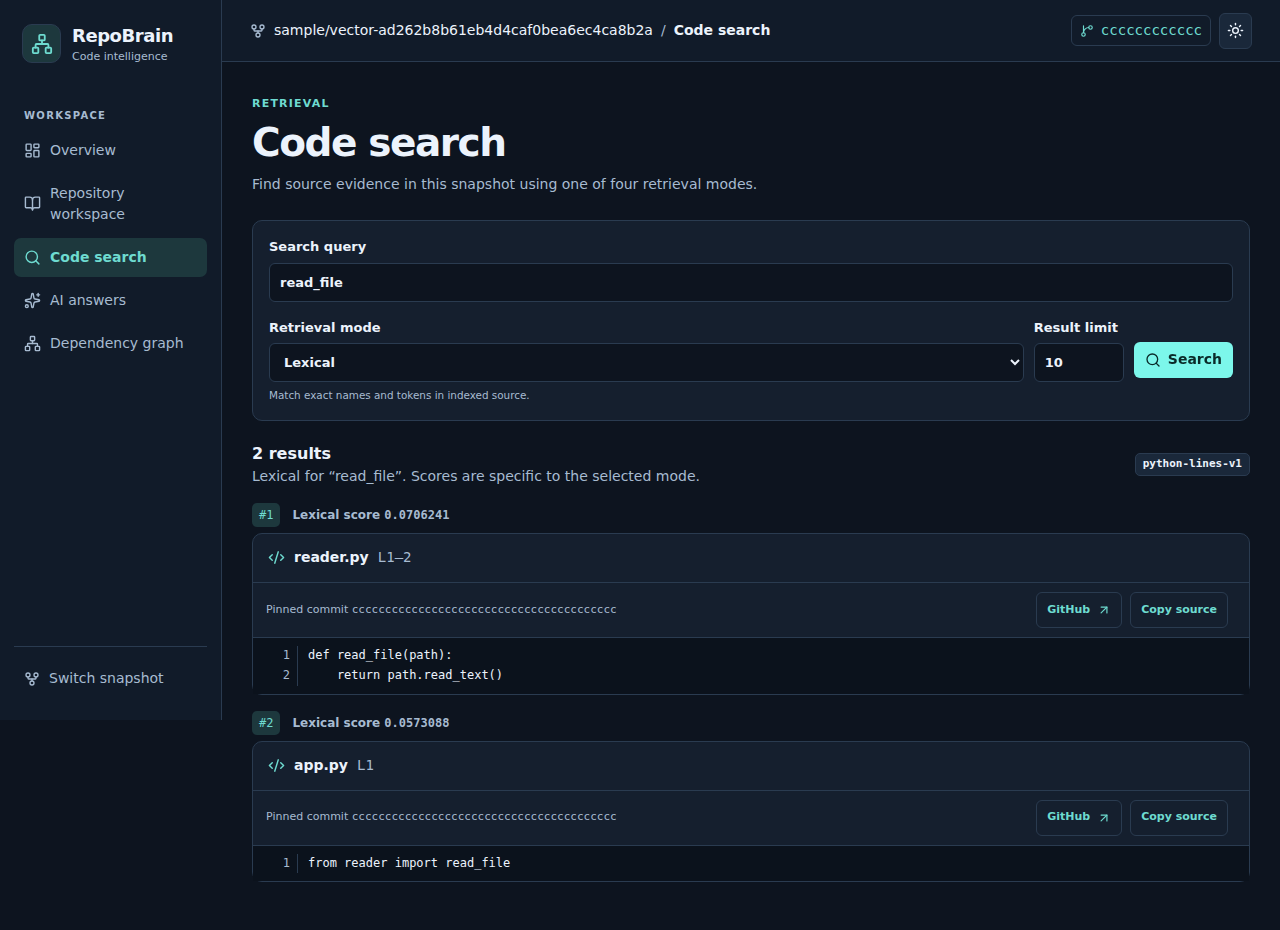 RepoBrain
Code intelligence
sample/vector-ad262b8b61eb4d4caf0bea6ec4ca8b2a / Code search
cccccccccccc
WORKSPACE
Overview
Repository
workspace
Code search
AI answers
Dependency graph
Switch snapshot
RETRIEVAL
Code search
Find source evidence in this snapshot using one of four retrieval modes.
Search query
read_file
Retrieval mode
Result limit
Lexical
10
Search
Match exact names and tokens in indexed source.
2 results
Lexical for “read_file”. Scores are specific to the selected mode.
python-lines-v1
#1 Lexical score 0.0706241
reader.py L1–2
Pinned commit cccccccccccccccccccccccccccccccccccccccc
GitHub
Copy source
1 def read_file(path):
2     return path.read_text()
#2 Lexical score 0.0573088
app.py L1
Pinned commit cccccccccccccccccccccccccccccccccccccccc
GitHub
Copy source
1 from reader import read_file